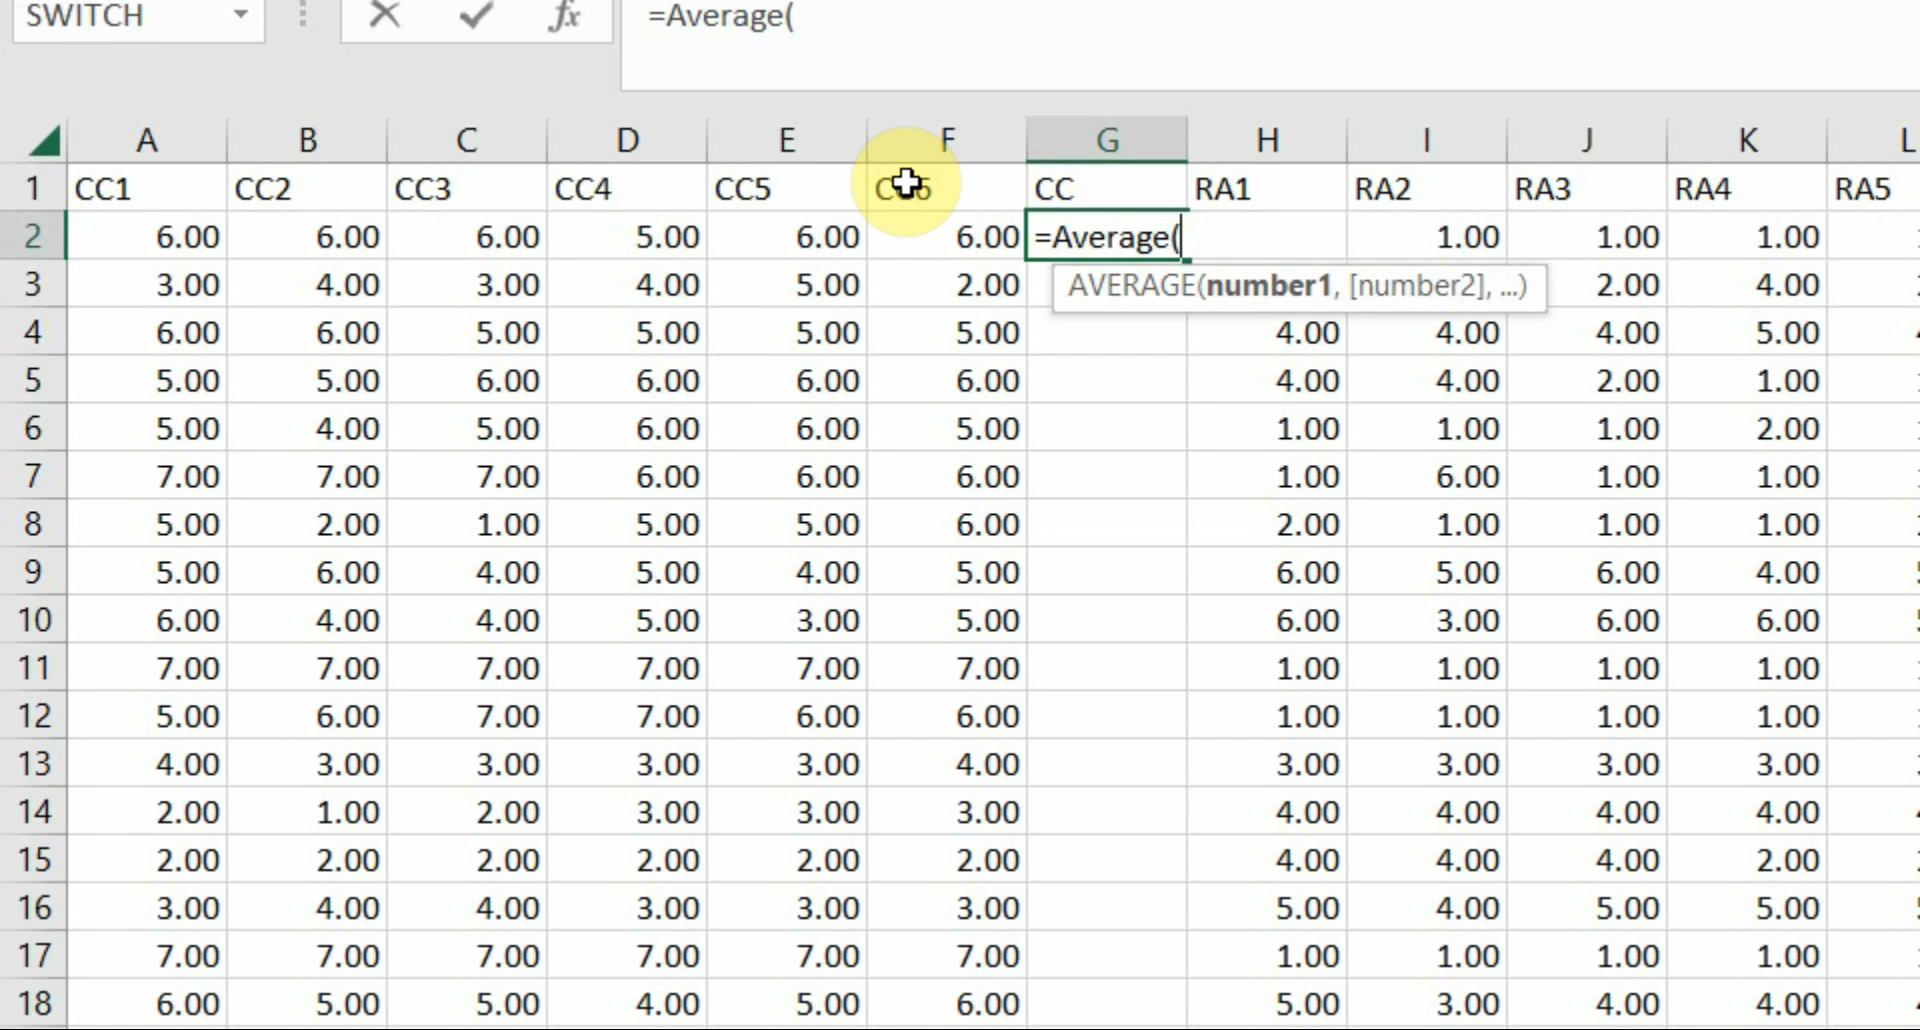 SWITCH =Average(
A B C D E F G H I J K L
1 CC1 CC2 CC3 CC4 CC5 CC6 CC RA1 RA2 RA3 RA4 RA5
2 6.00 6.00 6.00 5.00 6.00 6.00 =Average( 1.00 1.00 1.00
3 3.00 4.00 3.00 4.00 5.00 2.00 AVERAGE(number1, [number2], ...) 2.00 4.00
4 6.00 6.00 5.00 5.00 5.00 5.00 4.00 4.00 4.00 5.00
5 5.00 5.00 6.00 6.00 6.00 6.00 4.00 4.00 2.00 1.00
6 5.00 4.00 5.00 6.00 6.00 5.00 1.00 1.00 1.00 2.00
7 7.00 7.00 7.00 6.00 6.00 6.00 1.00 6.00 1.00 1.00
8 5.00 2.00 1.00 5.00 5.00 6.00 2.00 1.00 1.00 1.00
9 5.00 6.00 4.00 5.00 4.00 5.00 6.00 5.00 6.00 4.00
10 6.00 4.00 4.00 5.00 3.00 5.00 6.00 3.00 6.00 6.00
11 7.00 7.00 7.00 7.00 7.00 7.00 1.00 1.00 1.00 1.00
12 5.00 6.00 7.00 7.00 6.00 6.00 1.00 1.00 1.00 1.00
13 4.00 3.00 3.00 3.00 3.00 4.00 3.00 3.00 3.00 3.00
14 2.00 1.00 2.00 3.00 3.00 3.00 4.00 4.00 4.00 4.00
15 2.00 2.00 2.00 2.00 2.00 2.00 4.00 4.00 4.00 2.00
16 3.00 4.00 4.00 3.00 3.00 3.00 5.00 4.00 5.00 5.00
17 7.00 7.00 7.00 7.00 7.00 7.00 1.00 1.00 1.00 1.00
18 6.00 5.00 5.00 4.00 5.00 6.00 5.00 3.00 4.00 4.00